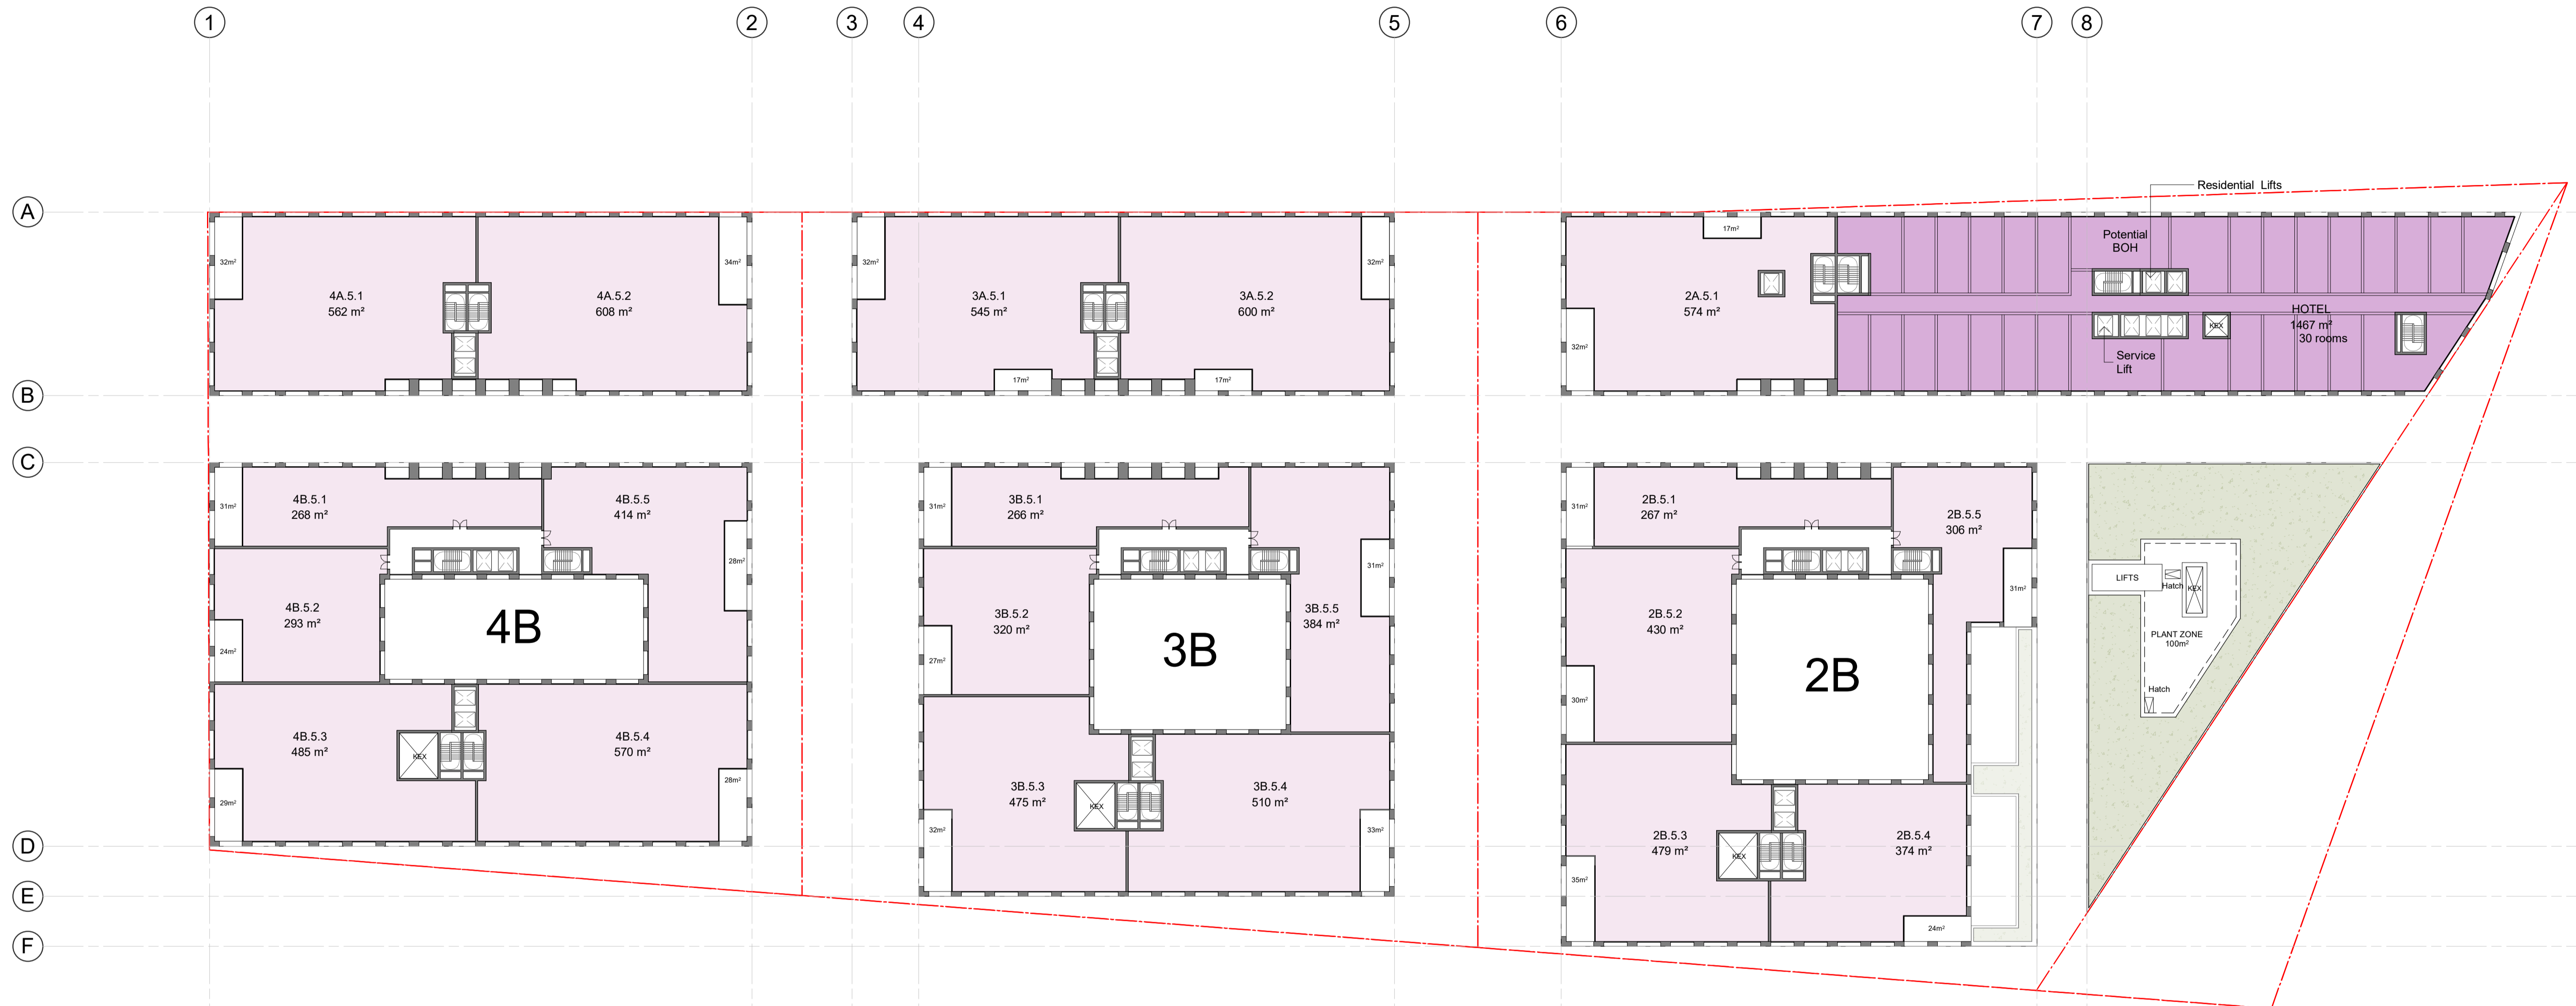 1
2
3
4
5
6
7
8
A
B
C
D
E
F
Residential Lifts
32m²
4A.5.1
562 m²
4A.5.2
608 m²
34m²
32m²
3A.5.1
545 m²
3A.5.2
600 m²
32m²
17m²
17m²
17m²
2A.5.1
574 m²
32m²
Potential
BOH
HOTEL
1467 m²
30 rooms
KEX
Service
Lift
31m²
4B.5.1
268 m²
4B.5.5
414 m²
28m²
4B.5.2
293 m²
24m²
4B
4B.5.3
485 m²
KEX
4B.5.4
570 m²
29m²
28m²
31m²
3B.5.1
266 m²
3B.5.5
384 m²
31m²
3B.5.2
320 m²
27m²
3B
3B.5.3
475 m²
KEX
3B.5.4
510 m²
32m²
33m²
31m²
2B.5.1
267 m²
2B.5.5
306 m²
31m²
2B.5.2
430 m²
30m²
2B
2B.5.3
479 m²
KEX
2B.5.4
374 m²
35m²
24m²
LIFTS
Hatch
KEX
PLANT ZONE
100m²
Hatch